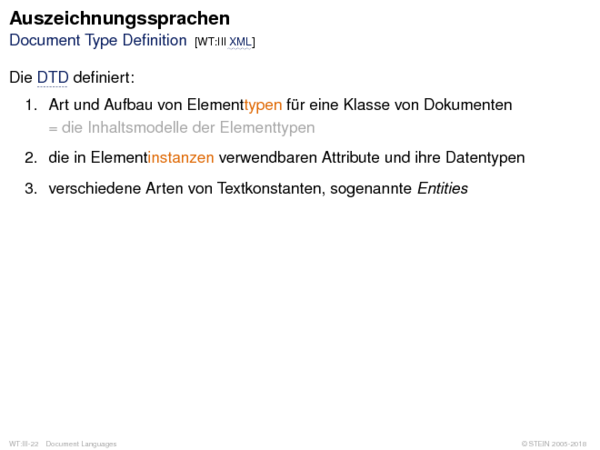 Auszeichnungssprachen
Document Type Definition [WT:III XML]
Die DTD definiert:
1. Art und Aufbau von Elementtypen für eine Klasse von Dokumenten
= die Inhaltsmodelle der Elementtypen
2. die in Elementinstanzen verwendbaren Attribute und ihre Datentypen
3. verschiedene Arten von Textkonstanten, sogenannte Entities
WT:III-22 Document Languages © STEIN 2005-2018